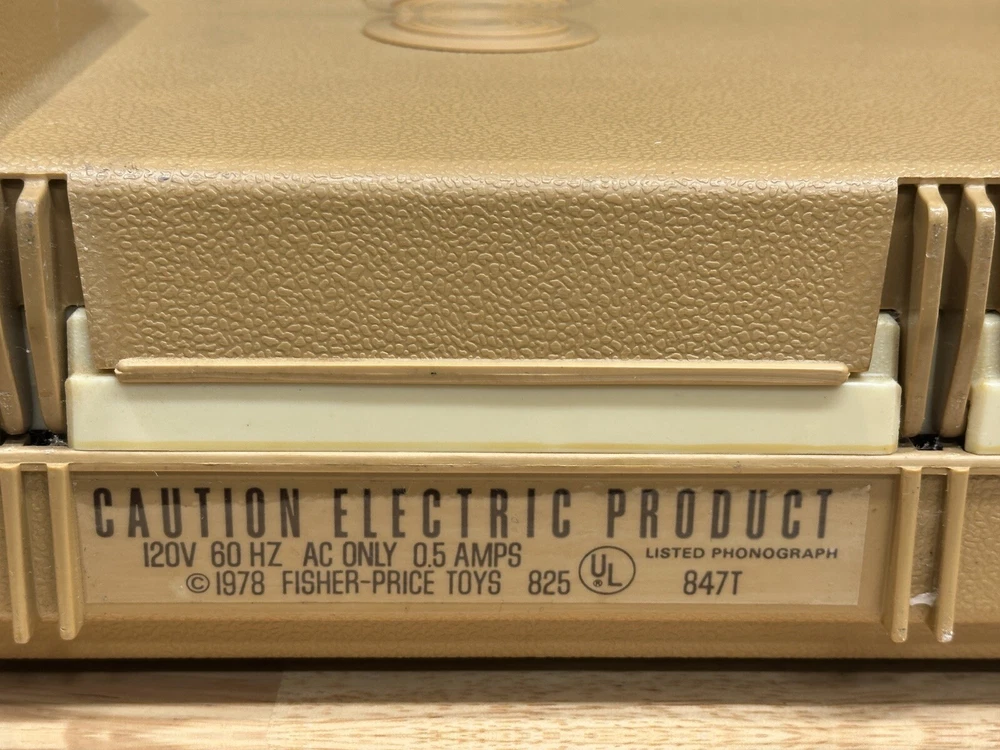 CAUTION ELECTRIC PRODUCT
120V 60 HZ AC ONLY 0.5 AMPS LISTED PHONOGRAPH
© 1978 FISHER-PRICE TOYS 825 UL ® 847T